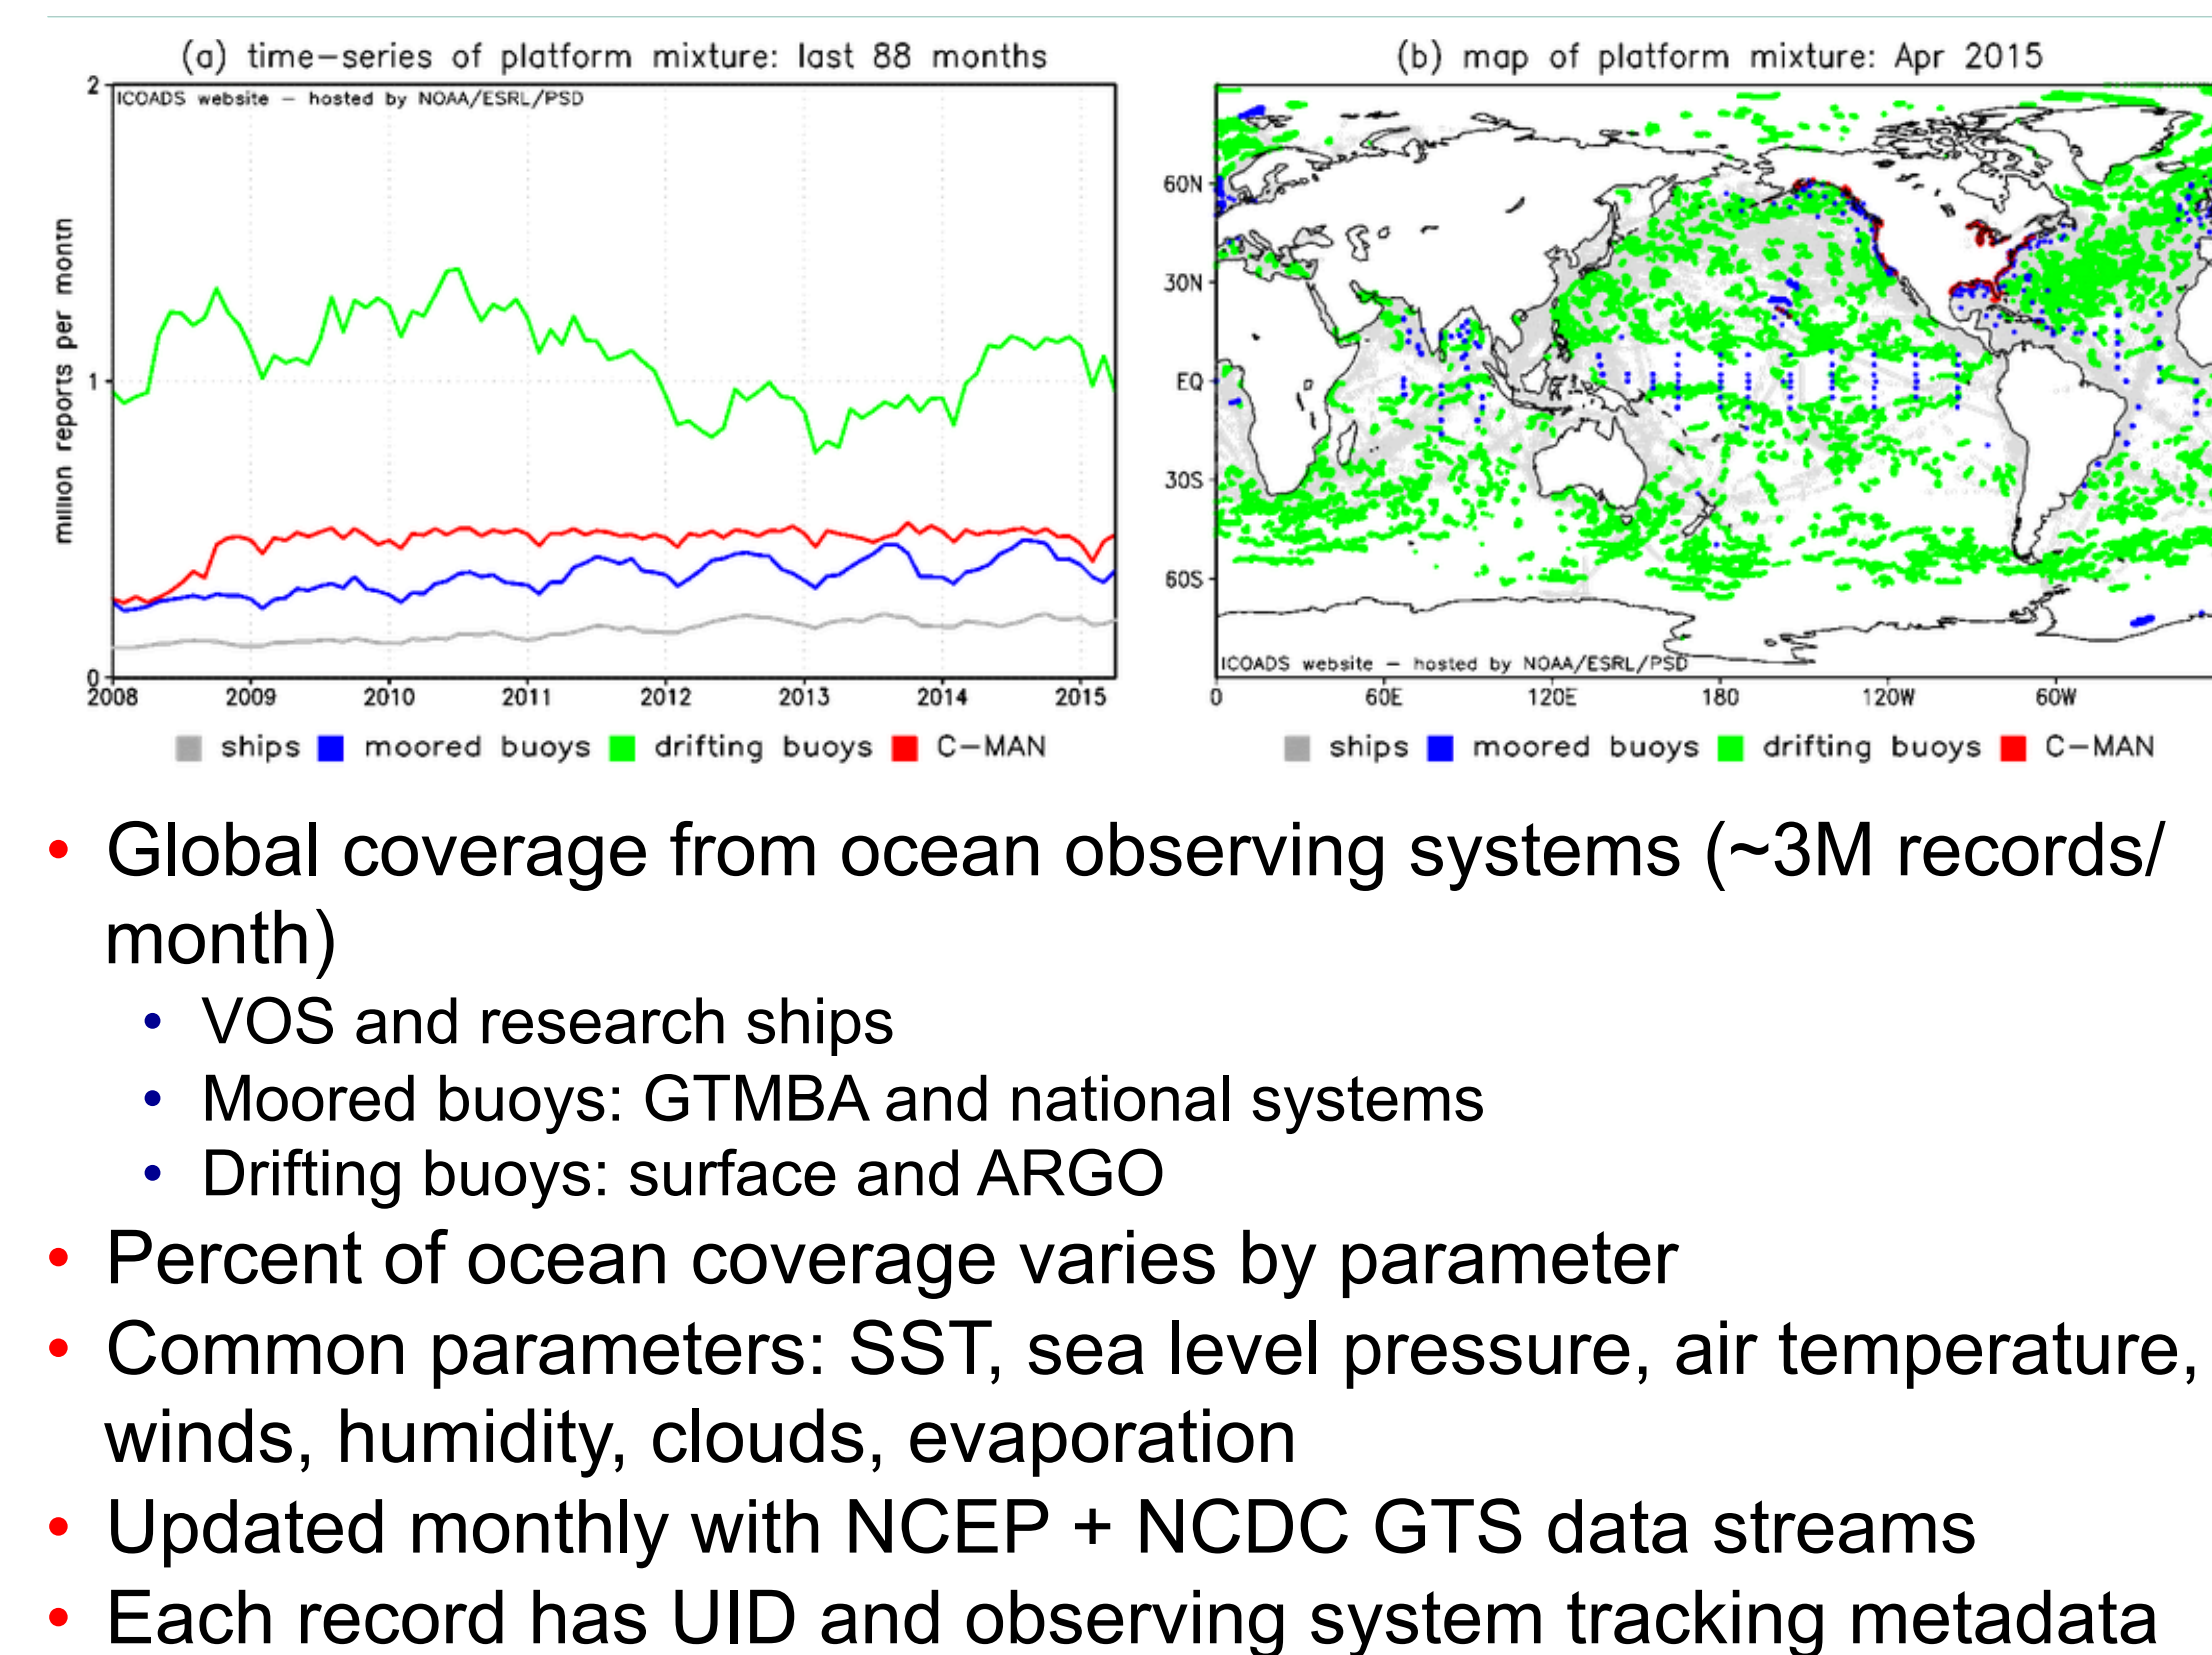 (a) time-series of platform mixture: last 88 months
ICOADS website - hosted by NOAA/ESRL/PSD
million reports per month
2
1
0
2008 2009 2010 2011 2012 2013 2014 2015
ships moored buoys drifting buoys C-MAN
(b) map of platform mixture: Apr 2015
60N
30N
EQ
30S
60S
ICOADS website - hosted by NOAA/ESRL/PSD
0 60E 120E 180 120W 60W
ships moored buoys drifting buoys C-MAN
• Global coverage from ocean observing systems (~3M records/
month)
• VOS and research ships
• Moored buoys: GTMBA and national systems
• Drifting buoys: surface and ARGO
• Percent of ocean coverage varies by parameter
• Common parameters: SST, sea level pressure, air temperature,
winds, humidity, clouds, evaporation
• Updated monthly with NCEP + NCDC GTS data streams
• Each record has UID and observing system tracking metadata